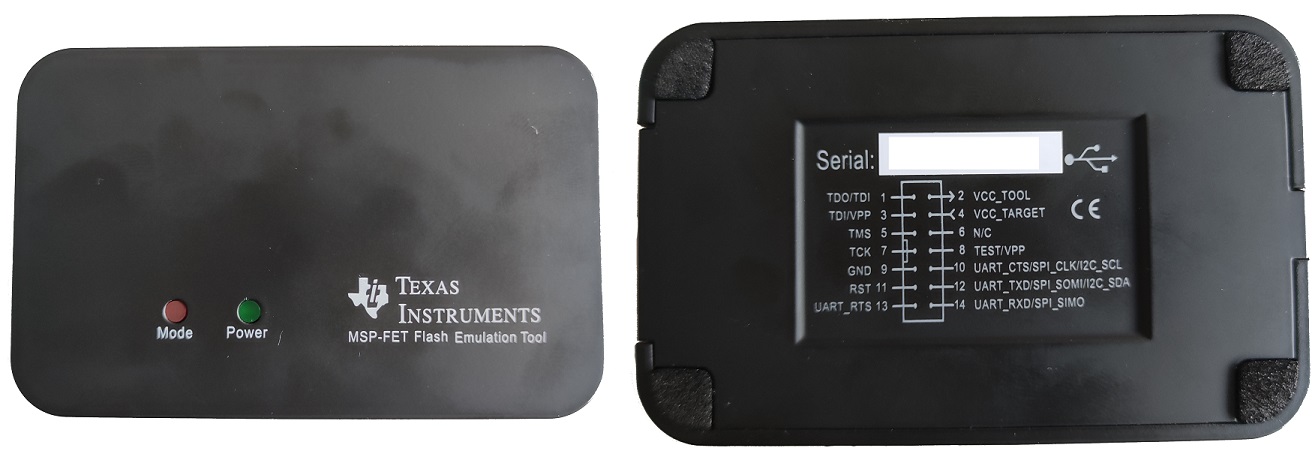 TEXAS
INSTRUMENTS
MSP-FET Flash Emulation Tool
Mode Power
Serial:
TDO/TDI 1 2 VCC_TOOL
TDI/VPP 3 4 VCC_TARGET
TMS 5 6 N/C
TCK 7 8 TEST/VPP
GND 9 10 UART_CTS/SPI_CLK/I2C_SCL
RST 11 12 UART_TXD/SPI_SOMI/I2C_SDA
UART_RTS 13 14 UART_RXD/SPI_SIMO
CE